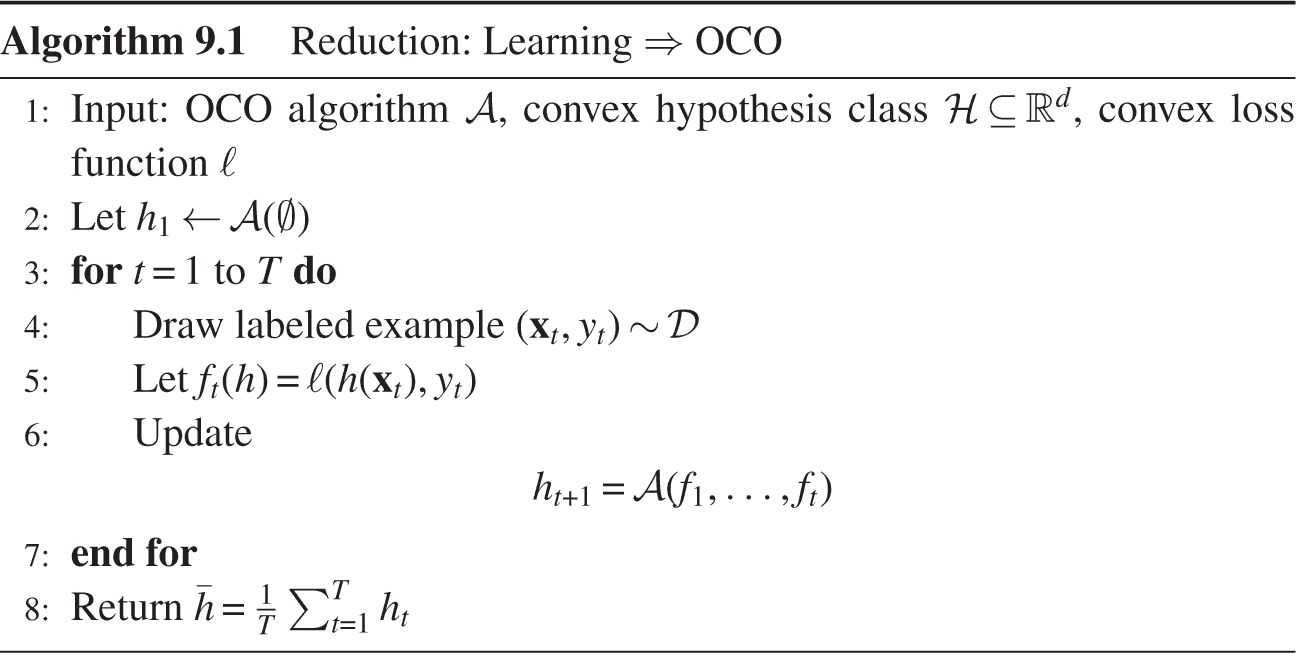 Algorithm 9.1 Reduction: Learning ⇒ OCO
1: Input: OCO algorithm 𝒜, convex hypothesis class ℋ ⊆ ℝ^d, convex loss
function ℓ
2: Let h_1 ← 𝒜(∅)
3: for t = 1 to T do
4: Draw labeled example (x_t, y_t) ∼ 𝒟
5: Let f_t(h) = ℓ(h(x_t), y_t)
6: Update
h_{t+1} = 𝒜(f_1, . . . , f_t)
7: end for
8: Return h̄ = \frac{1}{T} ∑_{t=1}^{T} h_t